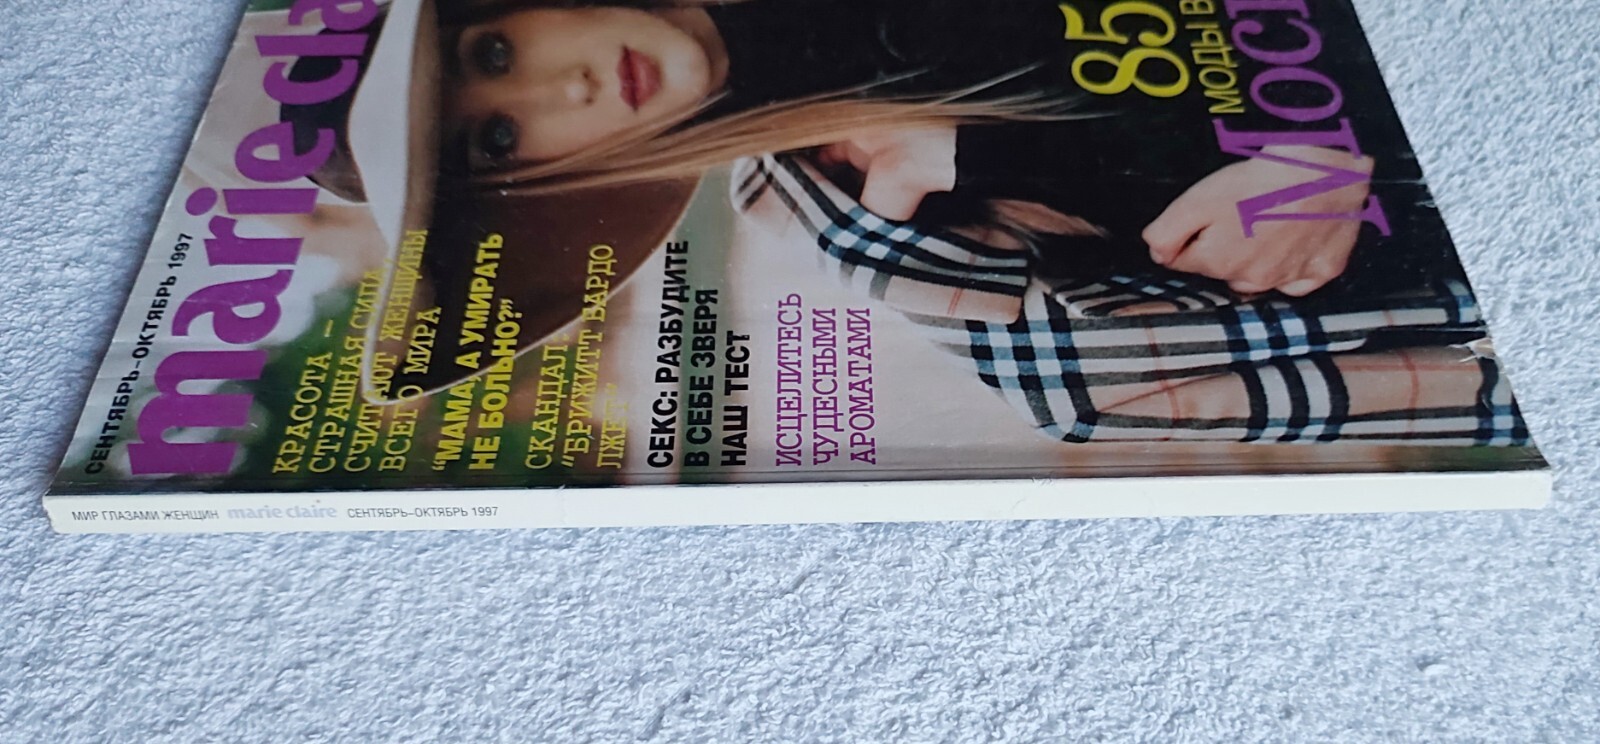 СЕНТЯБРЬ–ОКТЯБРЬ 1997
marie cla
КРАСОТА –
СТРАШНАЯ СИЛА,
СЧИТАЮТ ЖЕНЩИНЫ
ВСЕГО МИРА
“МАМА, А УМИРАТЬ
НЕ БОЛЬНО?”
СКАНДАЛ:
“БРИЖИТТ БАРДО
ЛЖЕТ”
СЕКС: РАЗБУДИТЕ
В СЕБЕ ЗВЕРЯ
НАШ ТЕСТ
ИСЦЕЛИТЕСЬ
ЧУДЕСНЫМИ
АРОМАТАМИ
85
МОДЫ В
Моск
МИР ГЛАЗАМИ ЖЕНЩИН marie claire СЕНТЯБРЬ–ОКТЯБРЬ 1997